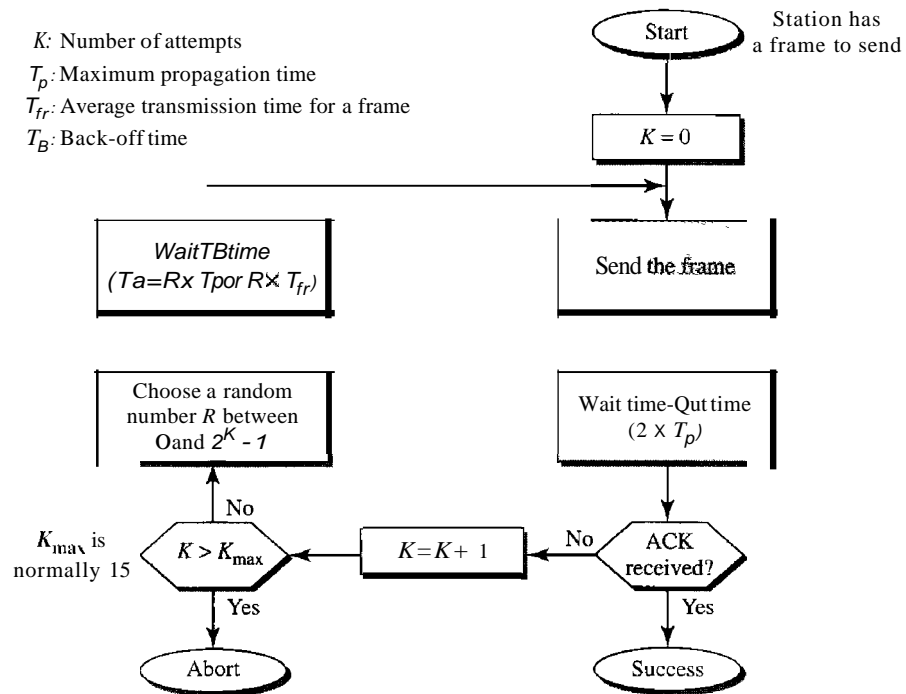 K: Number of attempts
Tp: Maximum propagation time
Tfr: Average transmission time for a frame
TB: Back-off time
Start
Station has
a frame to send
K = 0
WaitTBtime
(Ta=Rx Tpor R× Tfr)
Send the frame
Choose a random
number R between
Oand 2^K - 1
Wait time-Qut time
(2 × Tp)
No
Kmax is
normally 15
K > Kmax
K = K + 1
No
ACK
received?
Yes
Yes
Abort
Success